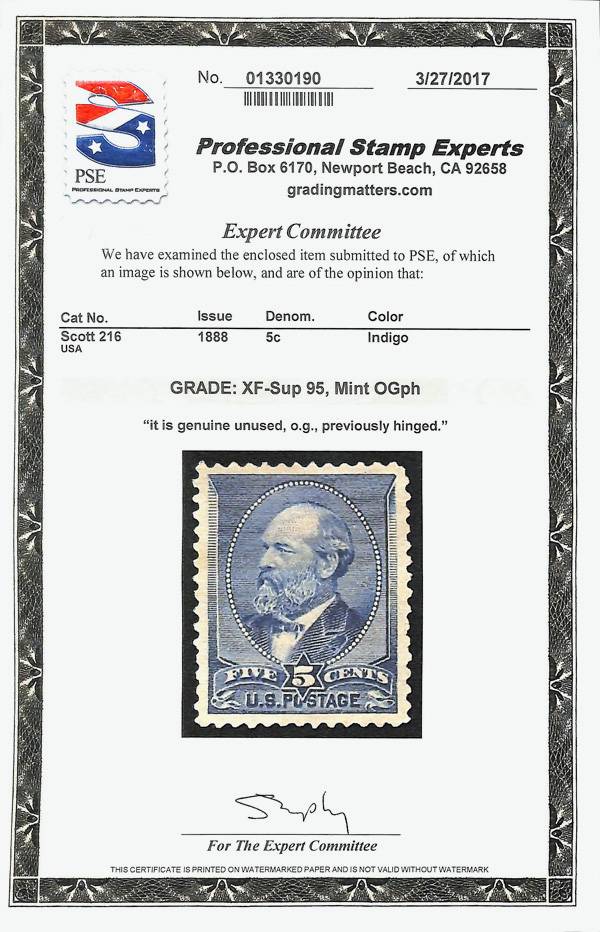 No. 01330190
3/27/2017
PSE
PROFESSIONAL STAMP EXPERTS
Professional Stamp Experts
P.O. Box 6170, Newport Beach, CA 92658
gradingmatters.com
Expert Committee
We have examined the enclosed item submitted to PSE, of which
an image is shown below, and are of the opinion that:
Cat No. Issue Denom. Color
Scott 216 1888 5c Indigo
USA
GRADE: XF-Sup 95, Mint OGph
“it is genuine unused, o.g., previously hinged.”
FIVE 5 CENTS
U.S. POSTAGE
For The Expert Committee
THIS CERTIFICATE IS PRINTED ON WATERMARKED PAPER AND IS NOT VALID WITHOUT WATERMARK